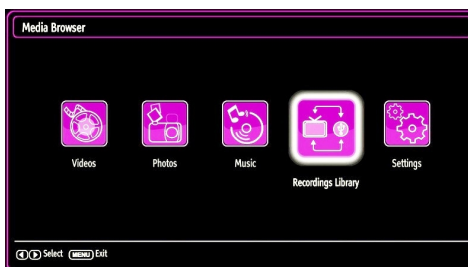 Media Browser
Videos
Photos
Music
Recordings Library
Settings
Select MENU Exit